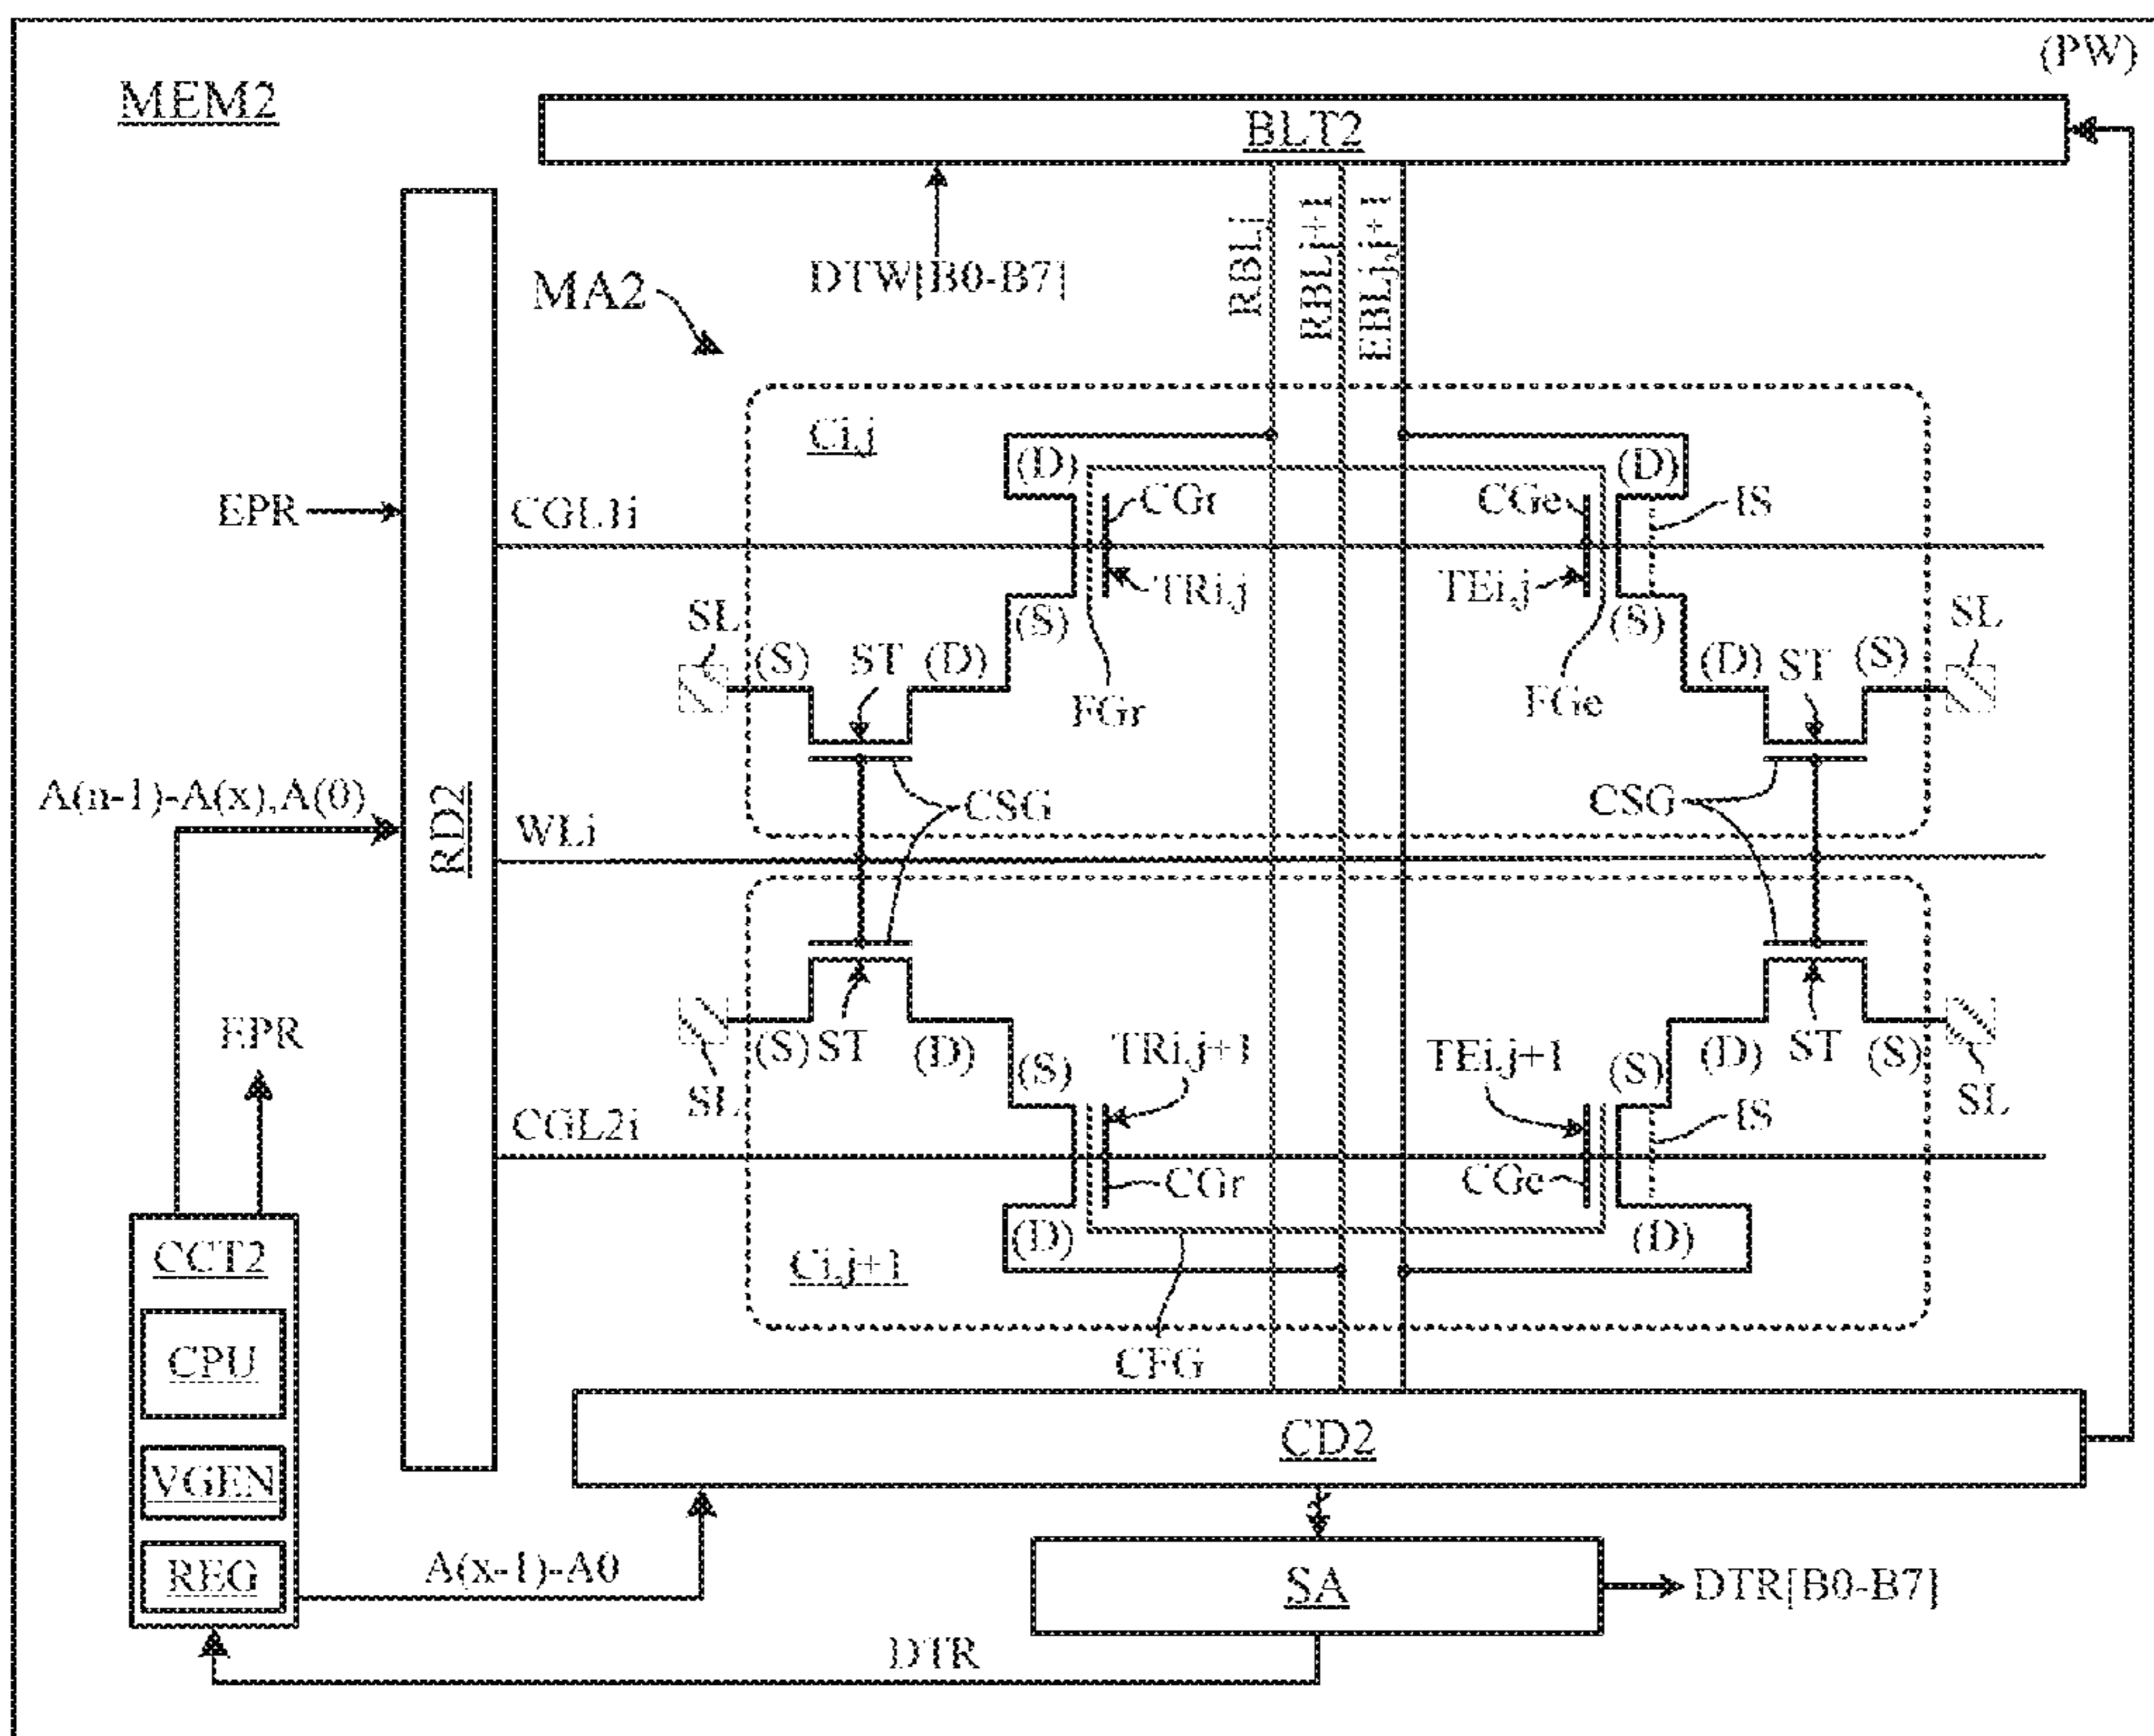 (PW)
MEM2
BLT2
RBLj
RBLj+1
EBLj,j+1
DTW[B0-B7]
MA2
Ci,j
(D)
(D)
EPR
CGL1i
CGr
CGe
IS
TRi,j
TEi,j
SL
(S)
(S)
SL
(S)
ST
(D)
(D)
ST
(S)
FGr
FGe
A(n-1)-A(x),A(0)
RD2
CSG
CSG
WLi
EPR
(S)
ST
(D)
(S)
TRi,j+1
TEi,j+1
(S)
(D)
ST
(S)
SL
SL
IS
CGL2i
CGr
CGe
CCT2
(D)
(D)
Ci,j+1
CPU
CFG
CD2
VGEN
REG
A(x-1)-A0
SA
DTR[B0-B7]
DTR